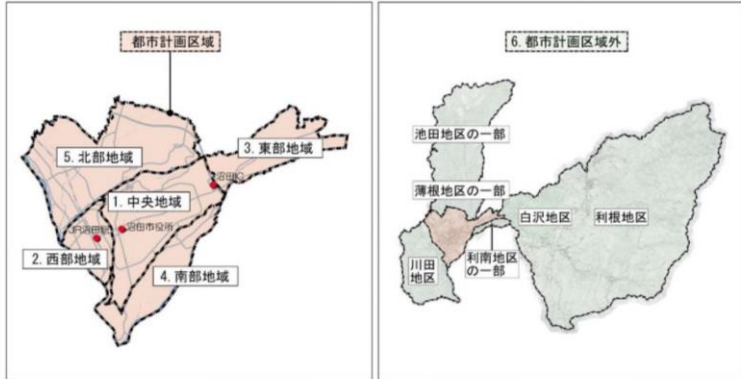 都市計画区域
5. 北部地域
3. 東部地域
沼田IC
1. 中央地域
JR沼田駅
沼田市役所
2. 西部地域
4. 南部地域
6. 都市計画区域外
池田地区の一部
薄根地区の一部
白沢地区
利根地区
川田
地区
利南地区
の一部